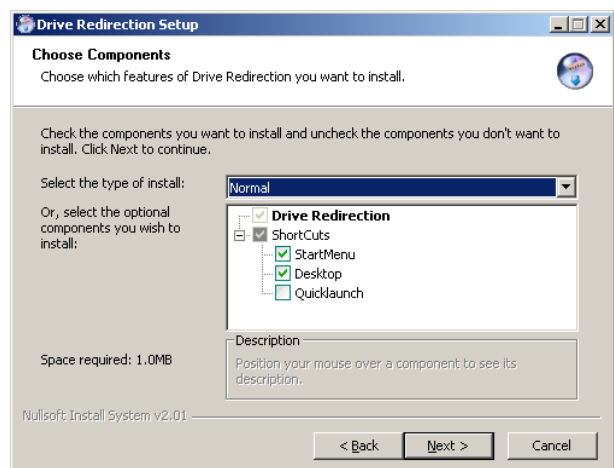 Drive Redirection Setup
Choose Components
Choose which features of Drive Redirection you want to install.
Check the components you want to install and uncheck the components you don't want to
install. Click Next to continue.
Select the type of install:
Normal
Or, select the optional
components you wish to
install:
Drive Redirection
ShortCuts
StartMenu
Desktop
Quicklaunch
Space required: 1.0MB
Description
Position your mouse over a component to see its
description.
Nullsoft Install System v2.01
< Back
Next >
Cancel